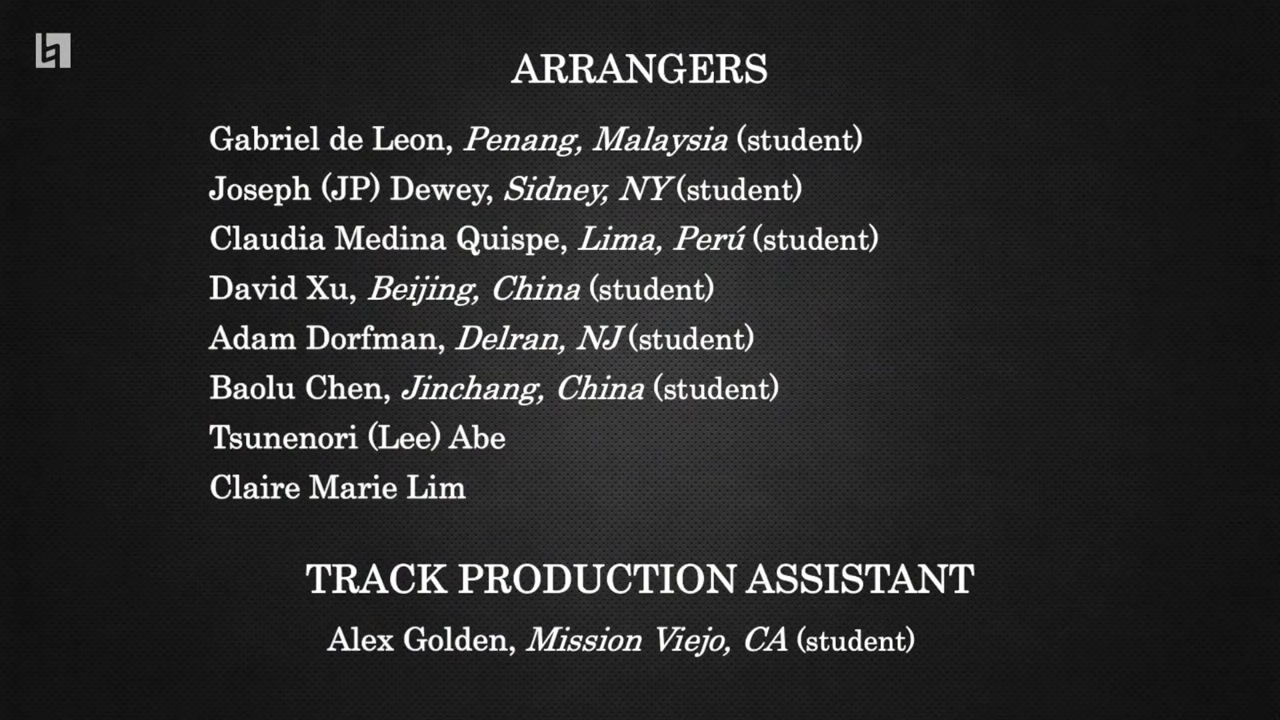 ARRANGERS
Gabriel de Leon, Penang, Malaysia (student)
Joseph (JP) Dewey, Sidney, NY (student)
Claudia Medina Quispe, Lima, Perú (student)
David Xu, Beijing, China (student)
Adam Dorfman, Delran, NJ (student)
Baolu Chen, Jinchang, China (student)
Tsunenori (Lee) Abe
Claire Marie Lim
TRACK PRODUCTION ASSISTANT
Alex Golden, Mission Viejo, CA (student)